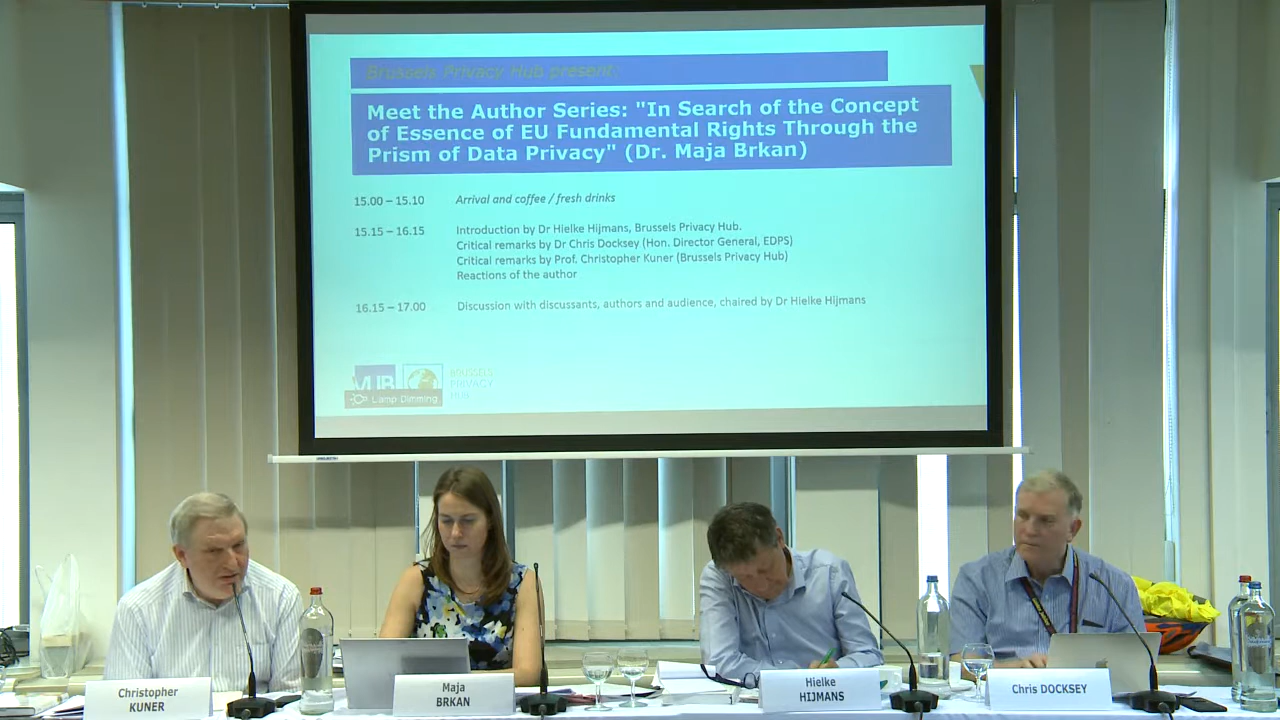 Brussels Privacy Hub present:
Meet the Author Series: "In Search of the Concept
of Essence of EU Fundamental Rights Through the
Prism of Data Privacy" (Dr. Maja Brkan)
15.00 – 15.10 Arrival and coffee / fresh drinks
15.15 – 16.15 Introduction by Dr Hielke Hijmans, Brussels Privacy Hub.
Critical remarks by Dr Chris Docksey (Hon. Director General, EDPS)
Critical remarks by Prof. Christopher Kuner (Brussels Privacy Hub)
Reactions of the author
16.15 – 17.00 Discussion with discussants, authors and audience, chaired by Dr Hielke Hijmans
VUB
BRUSSELS
PRIVACY
HUB
Lamp Dimming
Christopher
KUNER
Maja
BRKAN
Hielke
HIJMANS
Chris DOCKSEY